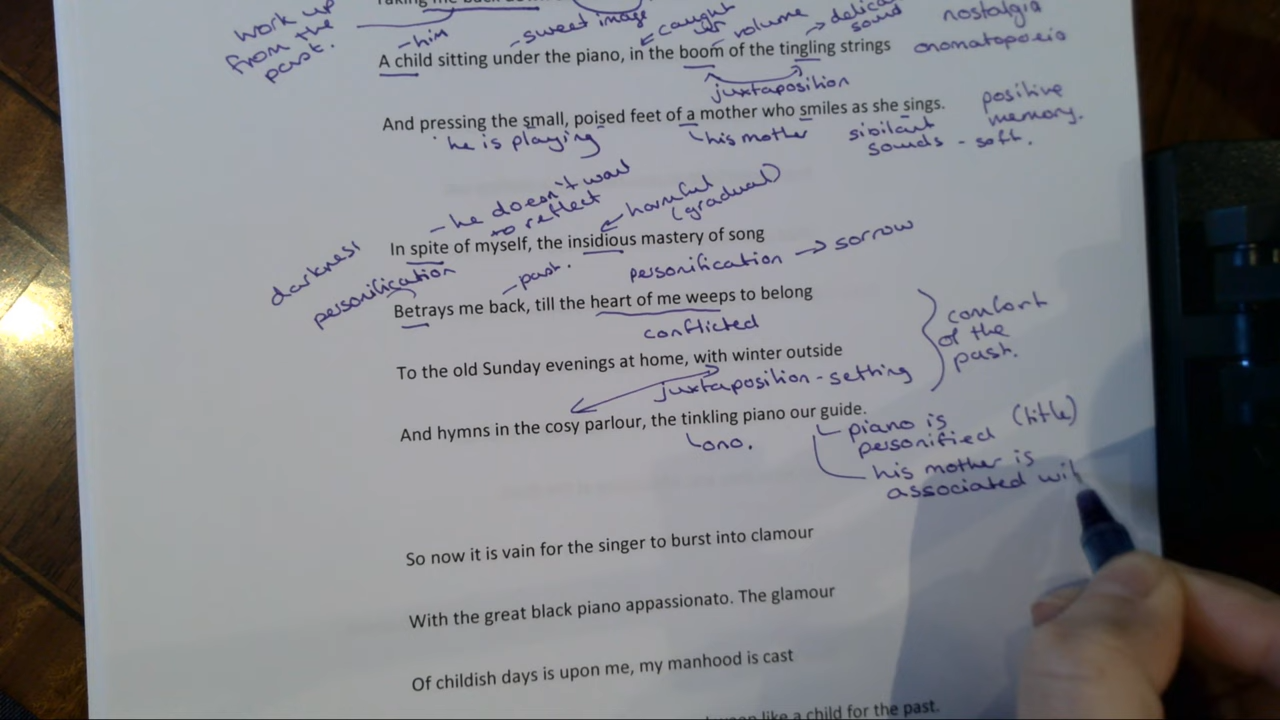 Taking me back down
work up
from the
past.
-him
-sweet image
caught
volume
delicate
sound
nostalgia
A child sitting under the piano, in the boom of the tingling strings
onomatopoeia
juxtaposition
And pressing the small, poised feet of a mother who smiles as she sings.
positive
memory.
he is playing
his mother
sibilant
sounds - soft.
- he doesn't want
to reflect
harmful
(gradual)
In spite of myself, the insidious mastery of song
darkness
personification
-past.
personification → sorrow
Betrays me back, till the heart of me weeps to belong
conflicted
comfort
of the
past.
To the old Sunday evenings at home, with winter outside
juxtaposition - setting
And hymns in the cosy parlour, the tinkling piano our guide.
ono.
piano is (title)
personified
his mother is
associated wit
So now it is vain for the singer to burst into clamour
With the great black piano appassionato. The glamour
Of childish days is upon me, my manhood is cast
like a child for the past.